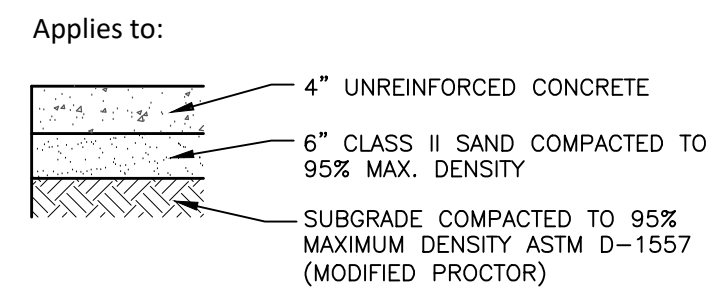 Applies to:
4” UNREINFORCED CONCRETE
6” CLASS II SAND COMPACTED TO
95% MAX. DENSITY
SUBGRADE COMPACTED TO 95%
MAXIMUM DENSITY ASTM D–1557
(MODIFIED PROCTOR)